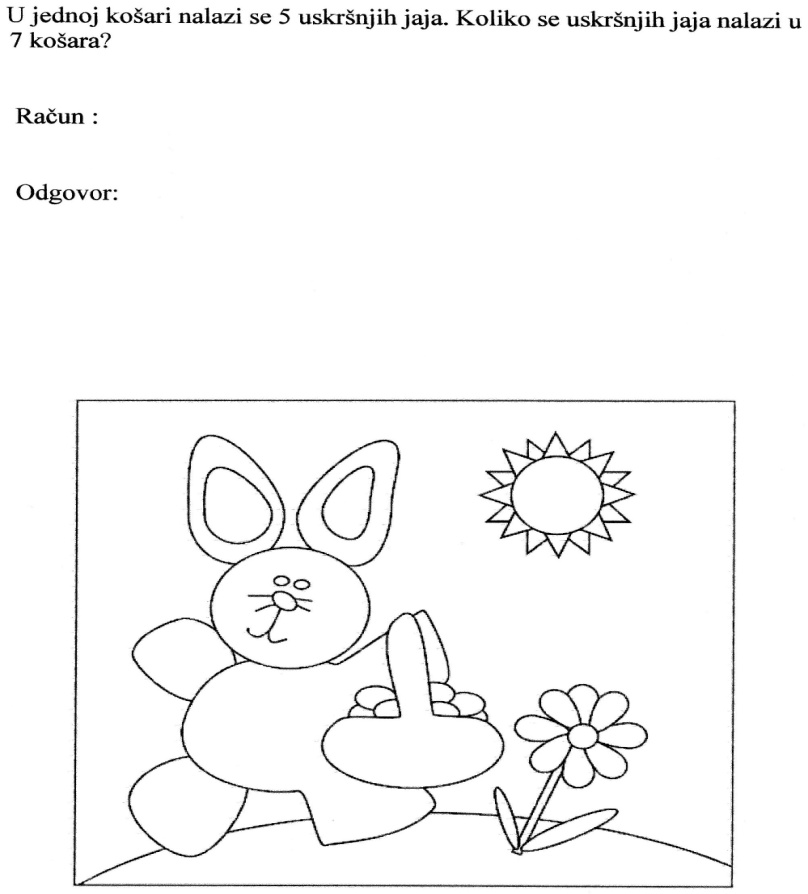 U jednoj košari nalazi se 5 uskršnjih jaja. Koliko se uskršnjih jaja nalazi u
7 košara?
Račun :
Odgovor: